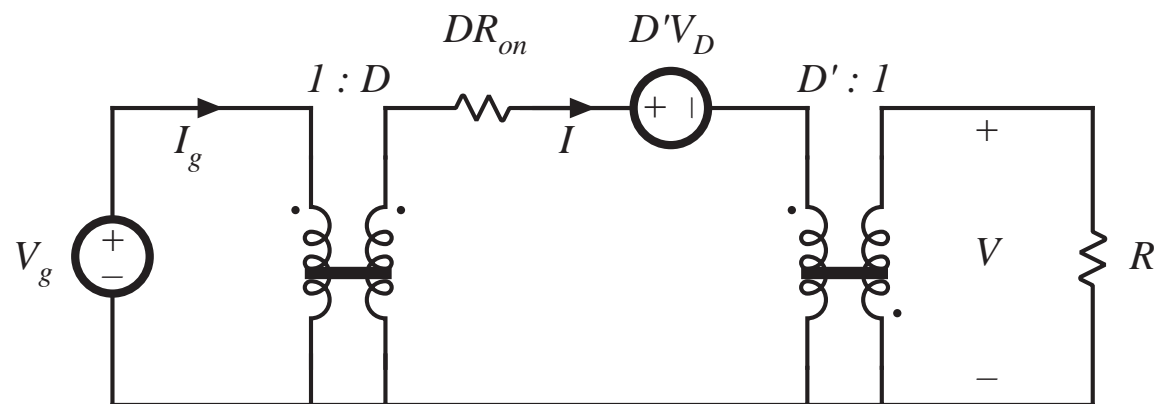 DR_on
D'V_D
1 : D
D' : 1
+ −
+
I_g
I
V_g
+
−
V
R
−